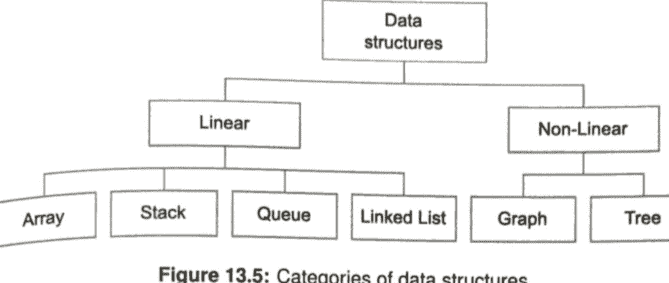 Data
structures
Linear
Non-Linear
Array
Stack
Queue
Linked List
Graph
Tree
Figure 13.5: Categories of data structures